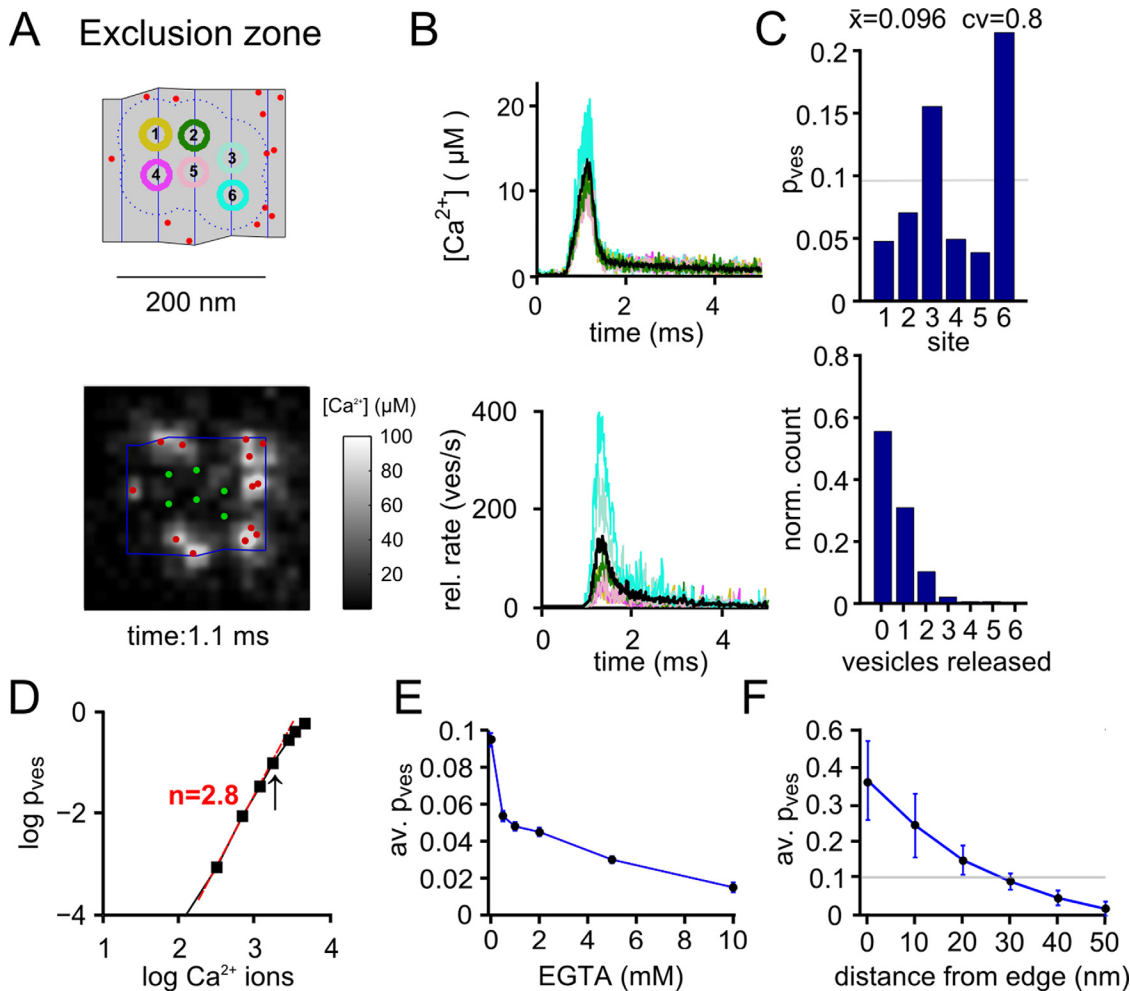 A Exclusion zone
1 2 3
4 5 6
200 nm
[Ca²⁺] (µM)
100
80
60
40
20
time:1.1 ms
B
[Ca²⁺] ( µM)
20
10
0
0 2 4
time (ms)
rel. rate (ves/s)
400
200
0
0 2 4
time (ms)
C
x̄=0.096 cv=0.8
pves
0.2
0.15
0.1
0.05
0
1 2 3 4 5 6
site
norm. count
0.8
0.6
0.4
0.2
0
0 1 2 3 4 5 6
vesicles released
D
log pves
0
−2
−4
n=2.8
1 2 3 4
log Ca²⁺ ions
E
av. pves
0.1
0.08
0.06
0.04
0.02
0
0 2 4 6 8 10
EGTA (mM)
F
av. pves
0.6
0.4
0.3
0.2
0.1
0
0 10 20 30 40 50
distance from edge (nm)